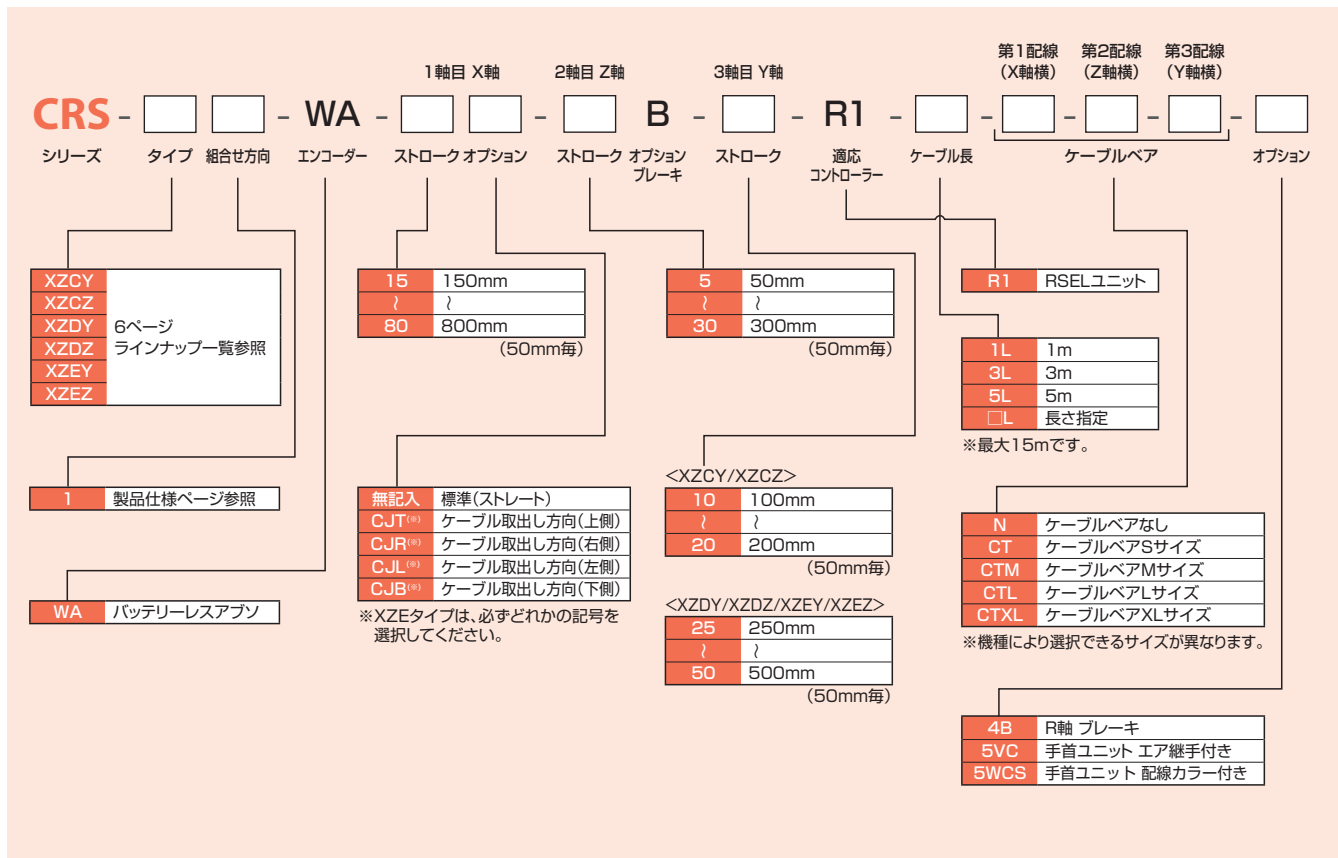 第1配線 第2配線 第3配線
1軸目 X軸 2軸目 Z軸 3軸目 Y軸 (X軸横) (Z軸横) (Y軸横)
CRS - □ □ - WA - □ □ - □ B - □ - R1 - □ - □ - □ - □ - □
シリーズ タイプ 組合せ方向 エンコーダー ストローク オプション ストローク オプション ストローク 適応 ケーブル長 ケーブルベア オプション
ブレーキ コントローラー
XZCY
XZCZ
XZDY
XZDZ
XZEY
XZEZ
6ページ
ラインナップ一覧参照
1 製品仕様ページ参照
WA バッテリーレスアブソ
15 150mm
~ ~
80 800mm
(50mm毎)
無記入 標準(ストレート)
CJT(※) ケーブル取出し方向(上側)
CJR(※) ケーブル取出し方向(右側)
CJL(※) ケーブル取出し方向(左側)
CJB(※) ケーブル取出し方向(下側)
※XZEタイプは、必ずどれかの記号を
選択してください。
5 50mm
~ ~
30 300mm
(50mm毎)
<XZCY/XZCZ>
10 100mm
~ ~
20 200mm
(50mm毎)
<XZDY/XZDZ/XZEY/XZEZ>
25 250mm
~ ~
50 500mm
(50mm毎)
R1 RSELユニット
1L 1m
3L 3m
5L 5m
□L 長さ指定
※最大15mです。
N ケーブルベアなし
CT ケーブルベアSサイズ
CTM ケーブルベアMサイズ
CTL ケーブルベアLサイズ
CTXL ケーブルベアXLサイズ
※機種により選択できるサイズが異なります。
4B R軸 ブレーキ
5VC 手首ユニット エア継手付き
5WCS 手首ユニット 配線カラー付き